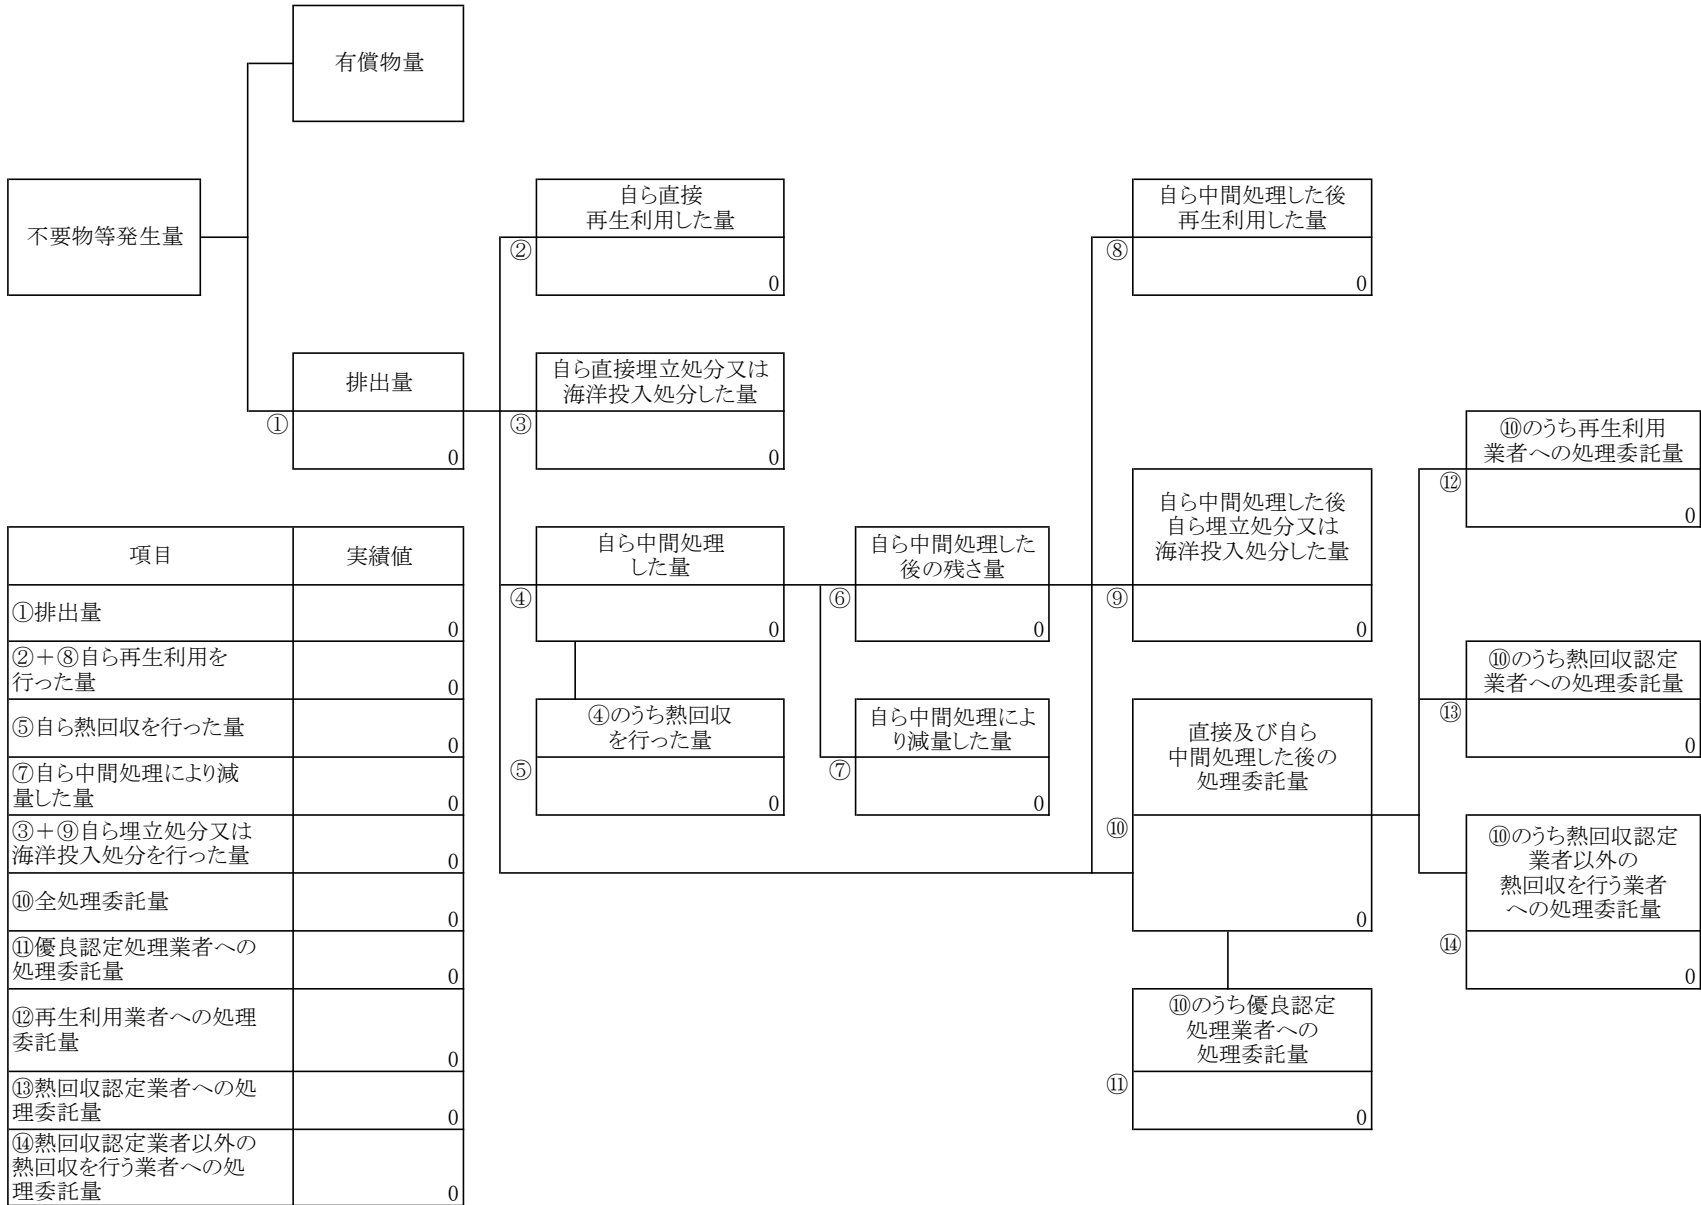 有償物量
不要物等発生量
自ら直接
再生利用した量
②
0
自ら中間処理した後
再生利用した量
⑧
0
排出量
①
0
自ら直接埋立処分又は
海洋投入処分した量
③
0
⑩のうち再生利用
業者への処理委託量
⑫
0
自ら中間処理
した量
④
0
自ら中間処理した
後の残さ量
⑥
0
自ら中間処理した後
自ら埋立処分又は
海洋投入処分した量
⑨
0
④のうち熱回収
を行った量
⑤
0
自ら中間処理によ
り減量した量
⑦
0
直接及び自ら
中間処理した後の
処理委託量
⑩
0
⑩のうち熱回収認定
業者への処理委託量
⑬
0
⑩のうち熱回収認定
業者以外の
熱回収を行う業者
への処理委託量
⑭
0
⑩のうち優良認定
処理業者への
処理委託量
⑪
0
項目 実績値
①排出量
0
②+⑧自ら再生利用を
行った量 0
⑤自ら熱回収を行った量
0
⑦自ら中間処理により減
量した量 0
③+⑨自ら埋立処分又は
海洋投入処分を行った量 0
⑩全処理委託量
0
⑪優良認定処理業者への
処理委託量 0
⑫再生利用業者への処理
委託量
0
⑬熱回収認定業者への処
理委託量 0
⑭熱回収認定業者以外の
熱回収を行う業者への処
理委託量 0